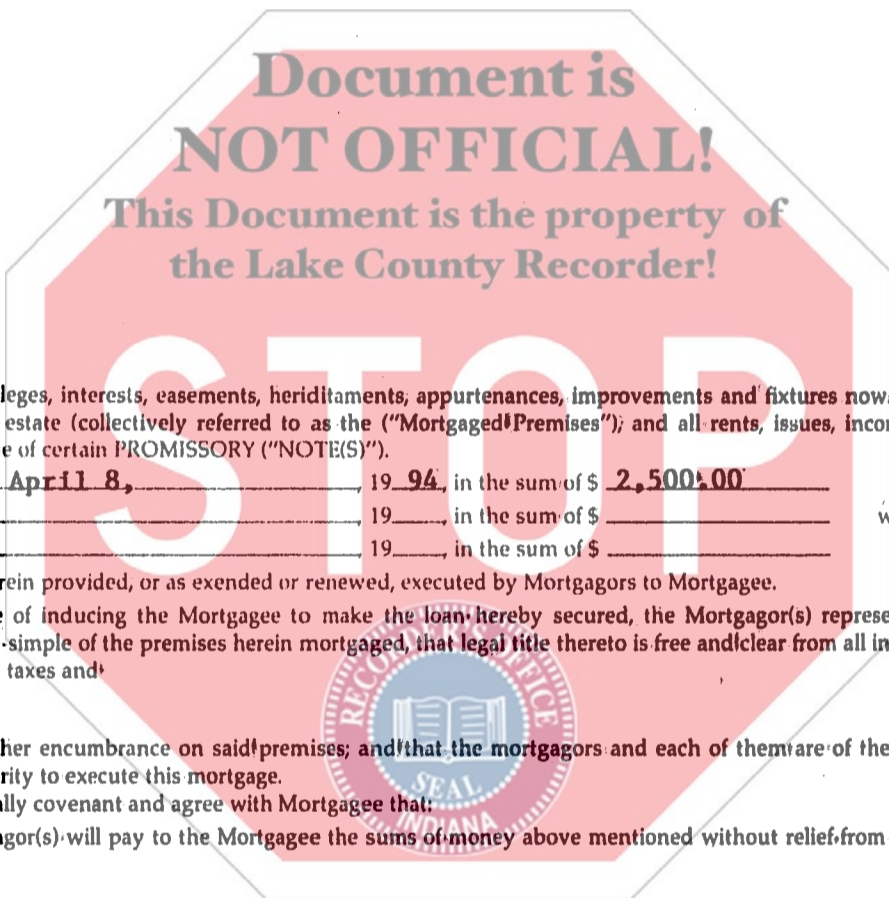 Document is
NOT OFFICIAL!
This Document is the property of
the Lake County Recorder!
STOP
leges, interests, easements, heriditaments, appurtenances, improvements and fixtures now
estate (collectively referred to as the ("Mortgaged Premises"); and all rents, issues, incor
e of certain PROMISSORY ("NOTE(S)").
April 8, 19 94, in the sum of $ 2,500.00
19 , in the sum of $ w
19 , in the sum of $
rein provided, or as exended or renewed, executed by Mortgagors to Mortgagee.
e of inducing the Mortgagee to make the loan hereby secured, the Mortgagor(s) represe
-simple of the premises herein mortgaged, that legal title thereto is free and clear from all in
taxes and
her encumbrance on said premises; and that the mortgagors and each of them are of the
rity to execute this mortgage.
lly covenant and agree with Mortgagee that:
gor(s) will pay to the Mortgagee the sums of money above mentioned without relief from
RECORDER'S OFFICE
SEAL
INDIANA